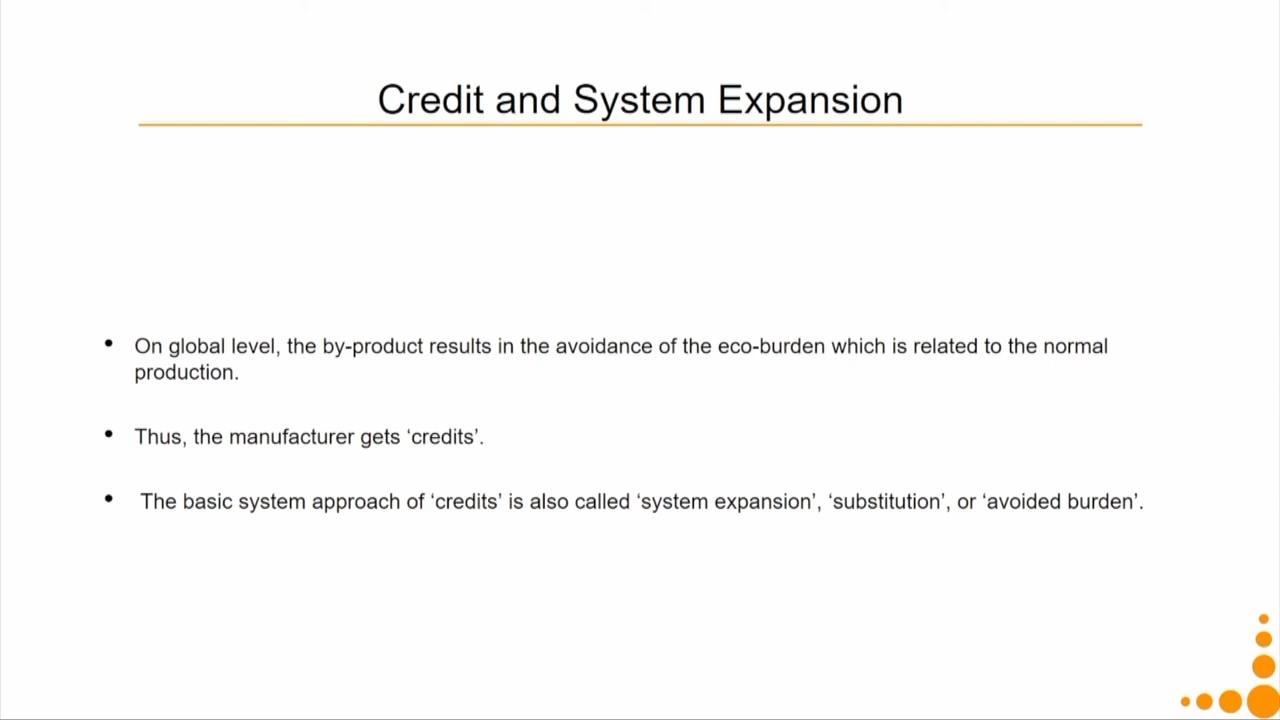 Credit and System Expansion
• On global level, the by-product results in the avoidance of the eco-burden which is related to the normal
production.
• Thus, the manufacturer gets ‘credits’.
• The basic system approach of ‘credits’ is also called ‘system expansion’, ‘substitution’, or ‘avoided burden’.